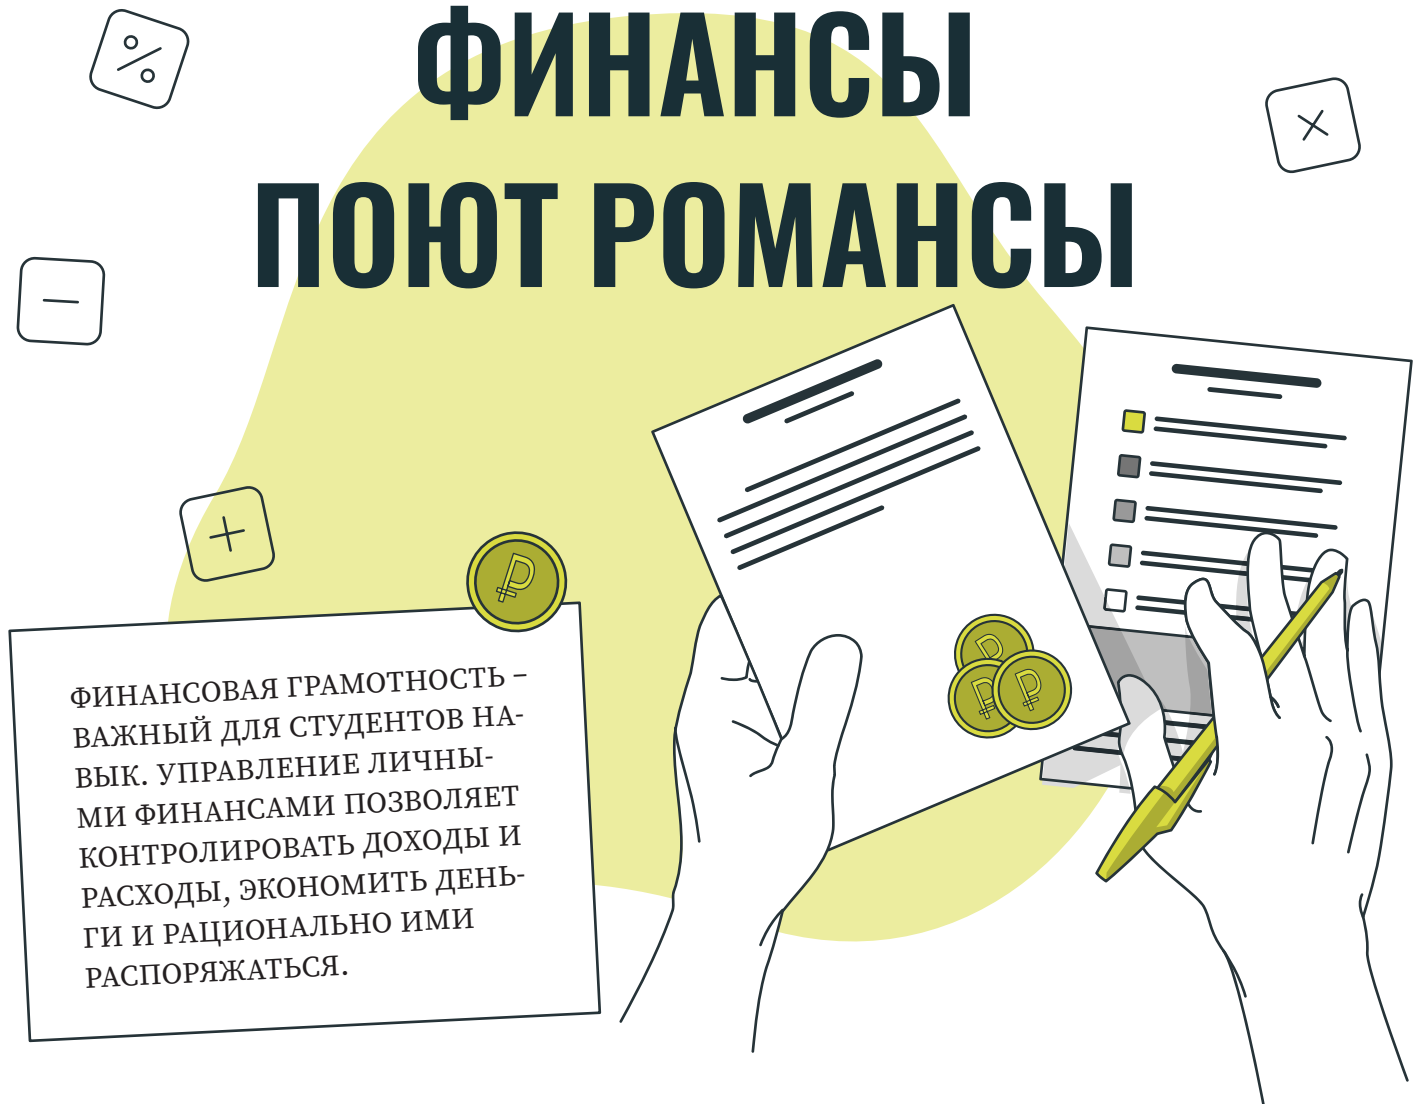 ФИНАНСЫ
ПОЮТ РОМАНСЫ
ФИНАНСОВАЯ ГРАМОТНОСТЬ –
ВАЖНЫЙ ДЛЯ СТУДЕНТОВ НА-
ВЫК. УПРАВЛЕНИЕ ЛИЧНЫ-
МИ ФИНАНСАМИ ПОЗВОЛЯЕТ
КОНТРОЛИРОВАТЬ ДОХОДЫ И
РАСХОДЫ, ЭКОНОМИТЬ ДЕНЬ-
ГИ И РАЦИОНАЛЬНО ИМИ
РАСПОРЯЖАТЬСЯ.